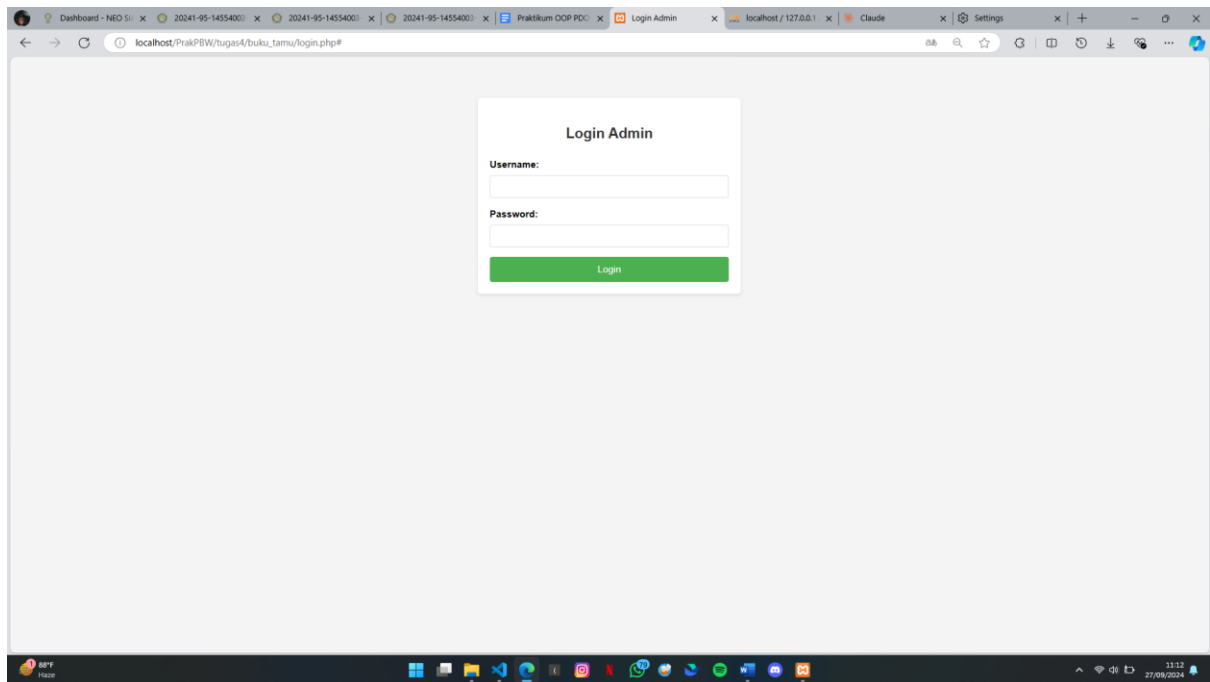 Dashboard - NEO SI
20241-95-14554003
20241-95-14554003
20241-95-14554003
Praktikum OOP PDO
Login Admin
localhost / 127.0.0.1
Claude
Settings
localhost/PrakPBW/tugas4/buku_tamu/login.php#
Login Admin
Username:
Password:
Login
1
88°F
Haze
11:12
27/09/2024